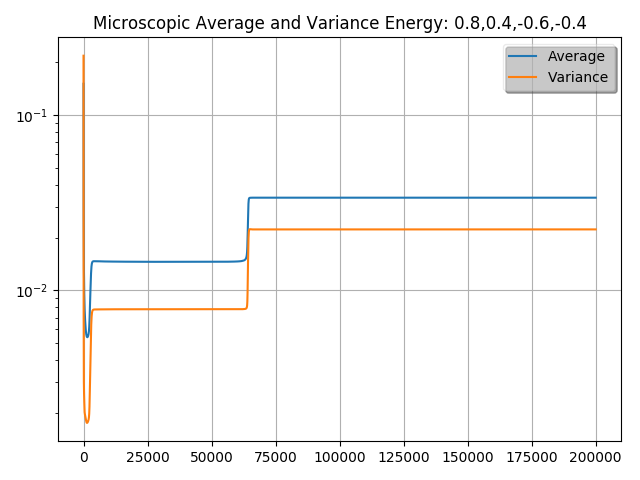 Microscopic Average and Variance Energy: 0.8,0.4,-0.6,-0.4
Average
Variance
10⁻¹
10⁻²
0 25000 50000 75000 100000 125000 150000 175000 200000